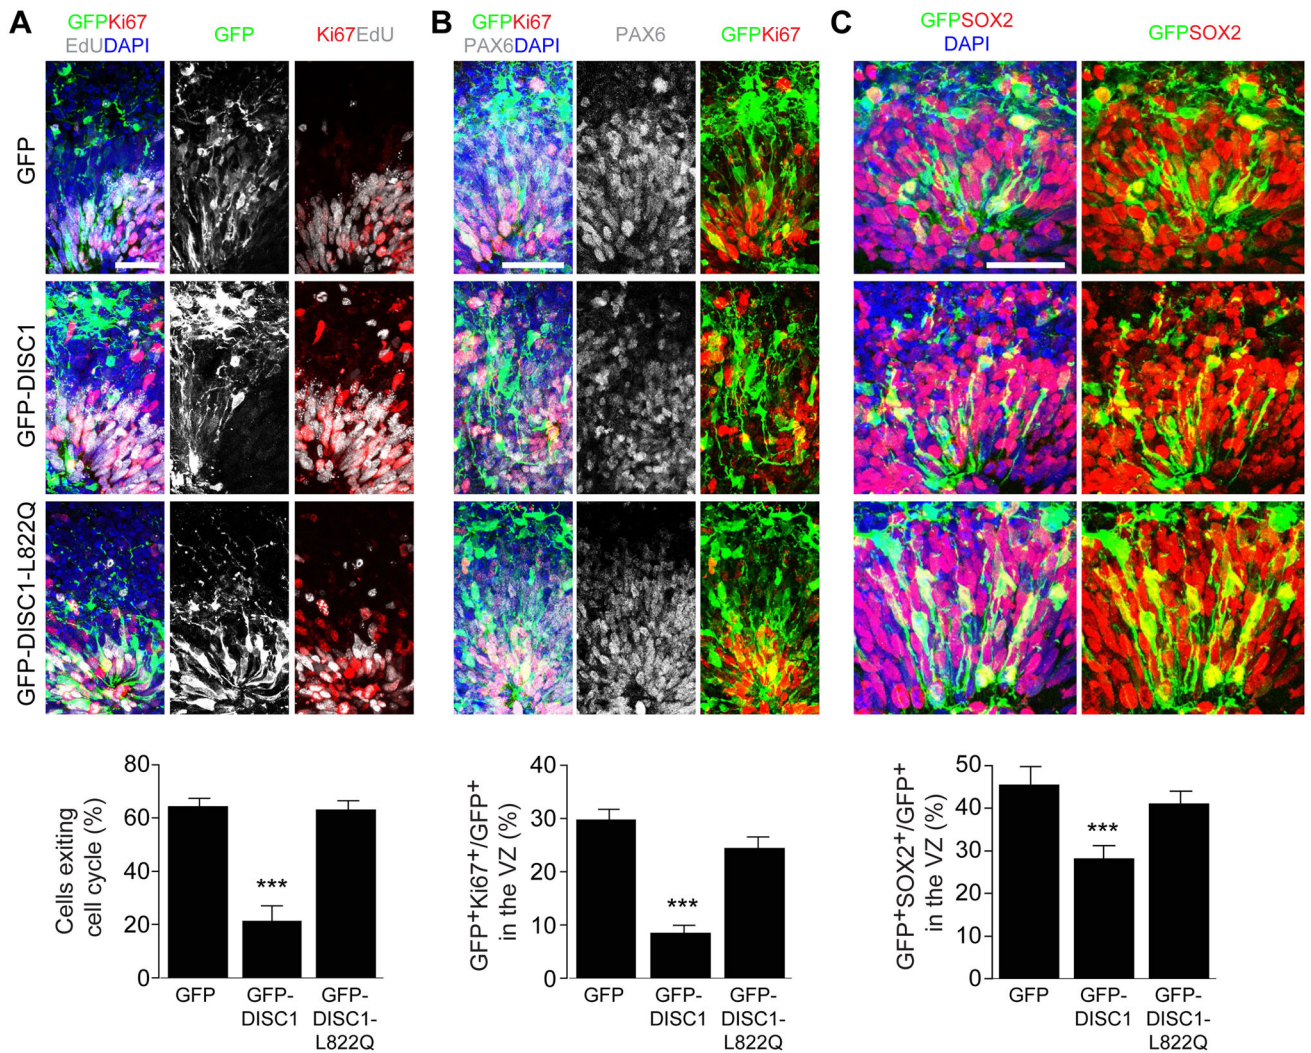 A
GFPKi67
EdUDAPI
GFP
Ki67EdU
B
GFPKi67
PAX6DAPI
PAX6
GFPKi67
C
GFPSOX2
DAPI
GFPSOX2
GFP
GFP-DISC1
GFP-DISC1-L822Q
Cells exiting
cell cycle (%)
80
60
40
20
0
***
GFP
GFP-
DISC1
GFP-
DISC1-
L822Q
GFP⁺Ki67⁺/GFP⁺
in the VZ (%)
40
30
20
10
0
***
GFP
GFP-
DISC1
GFP-
DISC1-
L822Q
GFP⁺SOX2⁺/GFP⁺
in the VZ (%)
50
40
30
20
10
0
***
GFP
GFP-
DISC1
GFP-
DISC1-
L822Q